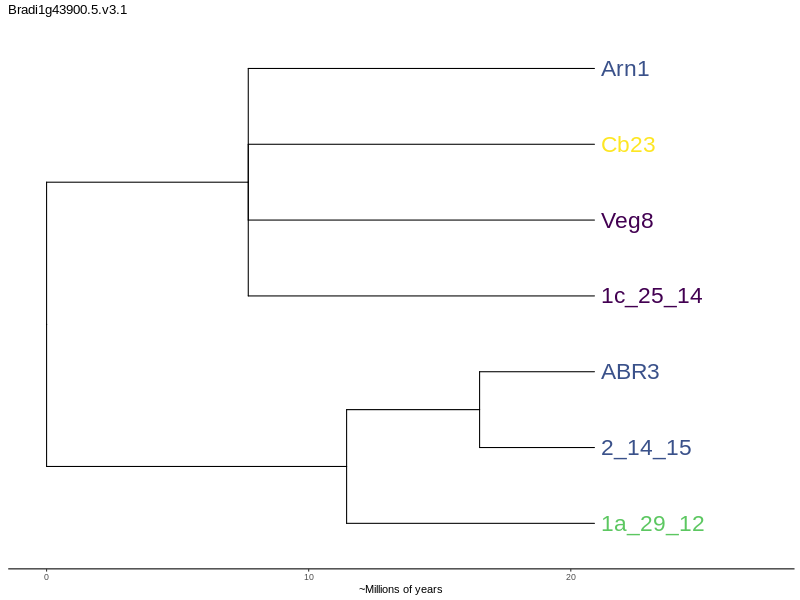 Bradi1g43900.5.v3.1
Arn1
Cb23
Veg8
1c_25_14
ABR3
2_14_15
1a_29_12
0 10 20
~Millions of years